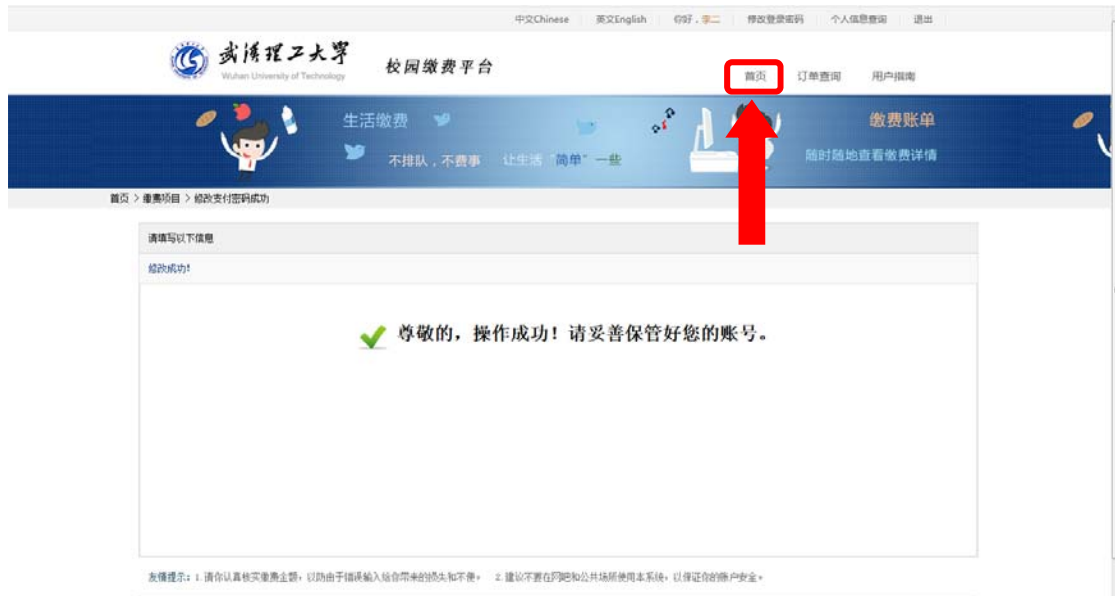 中文Chinese 英文English 你好，李二 修改登录密码 个人信息查询 退出
武汉理工大学
Wuhan University of Technology
校园缴费平台
首页 订单查询 用户指南
生活缴费
不排队，不费事 让生活“简单”一些
缴费账单
随时随地查看缴费详情
首页 > 缴费项目 > 修改支付密码成功
请填写以下信息
修改成功！
尊敬的，操作成功！请妥善保管好您的账号。
友情提示：1.请你认真核实缴费金额，以防由于错误输入给你带来的损失和不便。 2.建议不要在网吧和公共场所使用本系统，以保证你的账户安全。